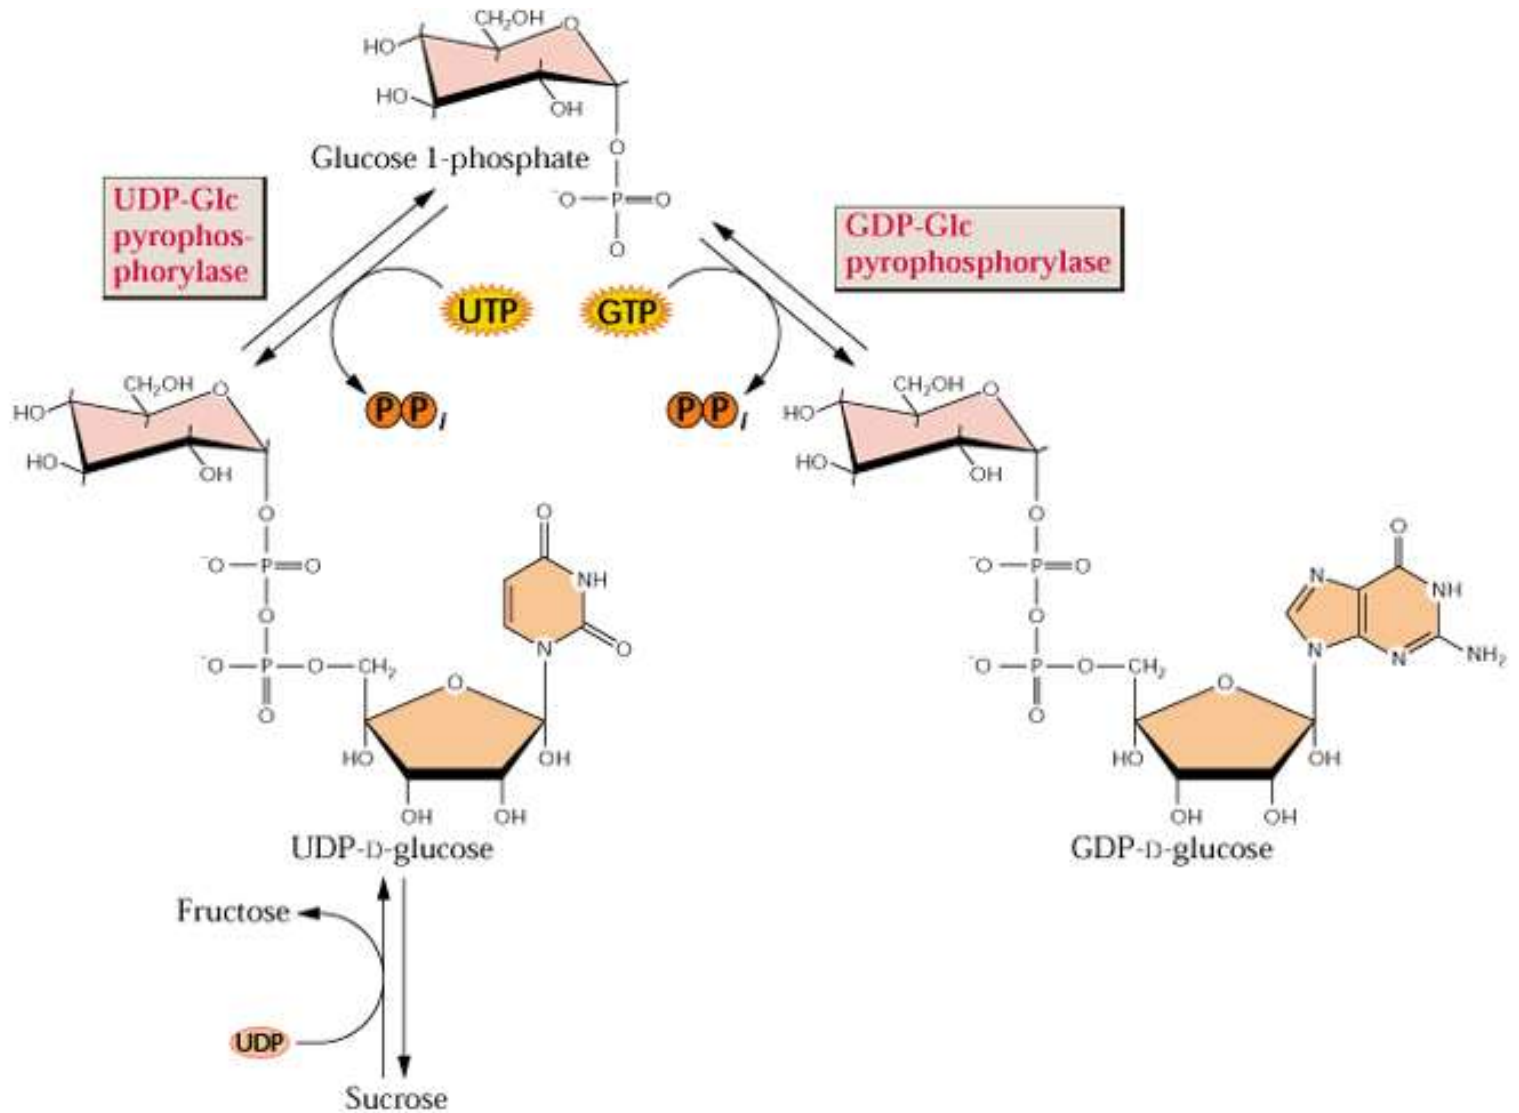 CH₂OH
O
HO
HO
OH
Glucose 1-phosphate
O
⁻O—P=O
O
UDP-Glc
pyrophos-
phorylase
GDP-Glc
pyrophosphorylase
UTP
GTP
PPi
PPi
CH₂OH
O
HO
HO
OH
O
⁻O—P=O
O
⁻O—P—O—CH₂
O
O
NH
N
O
O
HO
OH
OH
OH
UDP-D-glucose
CH₂OH
O
HO
HO
OH
O
⁻O—P=O
O
⁻O—P—O—CH₂
O
O
N
NH
N
N
NH₂
O
HO
OH
OH
OH
GDP-D-glucose
Fructose
UDP
Sucrose